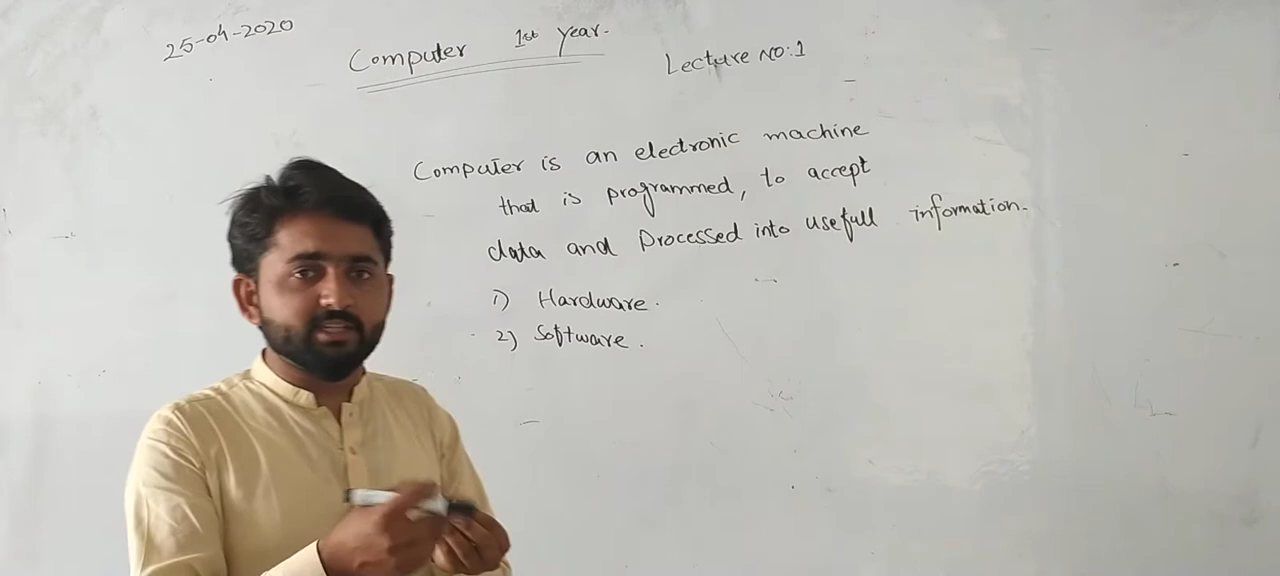 25-04-2020
Computer 1st Year.
Lecture NO:1
Computer is an electronic machine
that is programmed, to accept
data and Processed into usefull information.
1) Hardware.
2) Software.